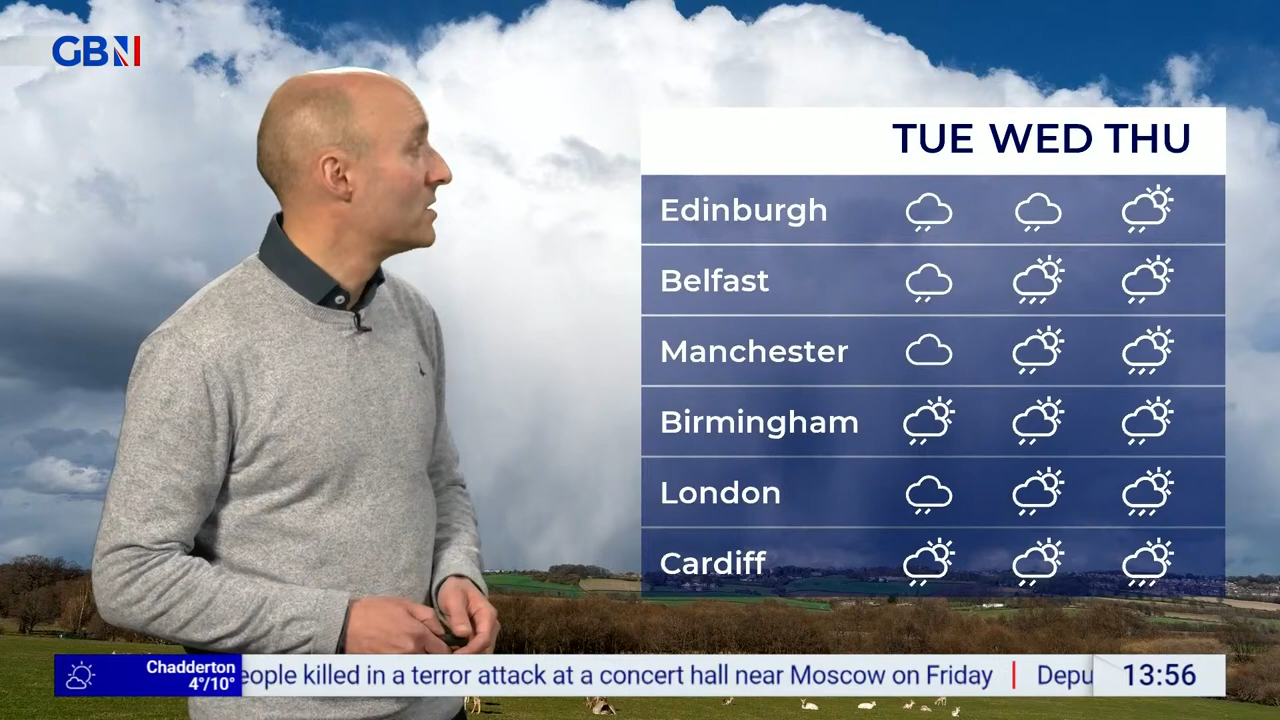 GBN
TUE WED THU
Edinburgh
Belfast
Manchester
Birmingham
London
Cardiff
Chadderton
4°/10°
eople killed in a terror attack at a concert hall near Moscow on Friday | Depu
13:56